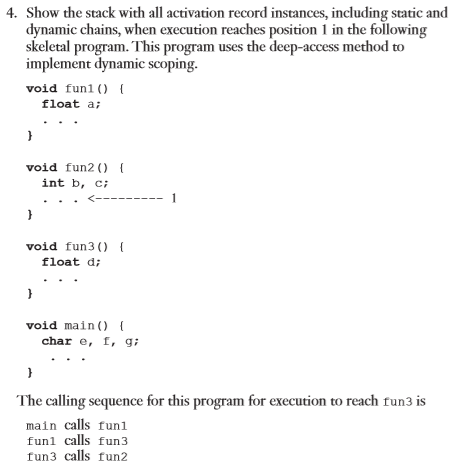 4. Show the stack with all activation record instances, including static and
dynamic chains, when execution reaches position 1 in the following
skeletal program. This program uses the deep-access method to
implement dynamic scoping.
void fun1() {
float a;
. . .
}
void fun2() {
int b, c;
. . . <--------- 1
}
void fun3() {
float d;
. . .
}
void main() {
char e, f, g;
. . .
}
The calling sequence for this program for execution to reach fun3 is
main calls fun1
fun1 calls fun3
fun3 calls fun2